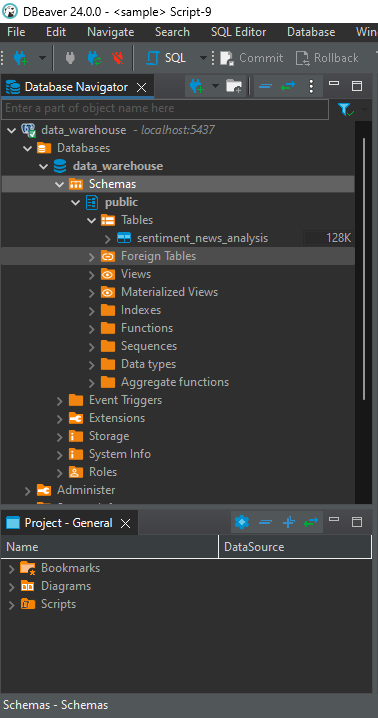 DBeaver 24.0.0 - <sample> Script-9
File Edit Navigate Search SQL Editor Database Win
SQL Commit Rollback
Database Navigator
Enter a part of object name here
data_warehouse - localhost:5437
Databases
data_warehouse
Schemas
public
Tables
sentiment_news_analysis 128K
Foreign Tables
Views
Materialized Views
Indexes
Functions
Sequences
Data types
Aggregate functions
Event Triggers
Extensions
Storage
System Info
Roles
Administer
Project - General
Name DataSource
Bookmarks
Diagrams
Scripts
Schemas - Schemas